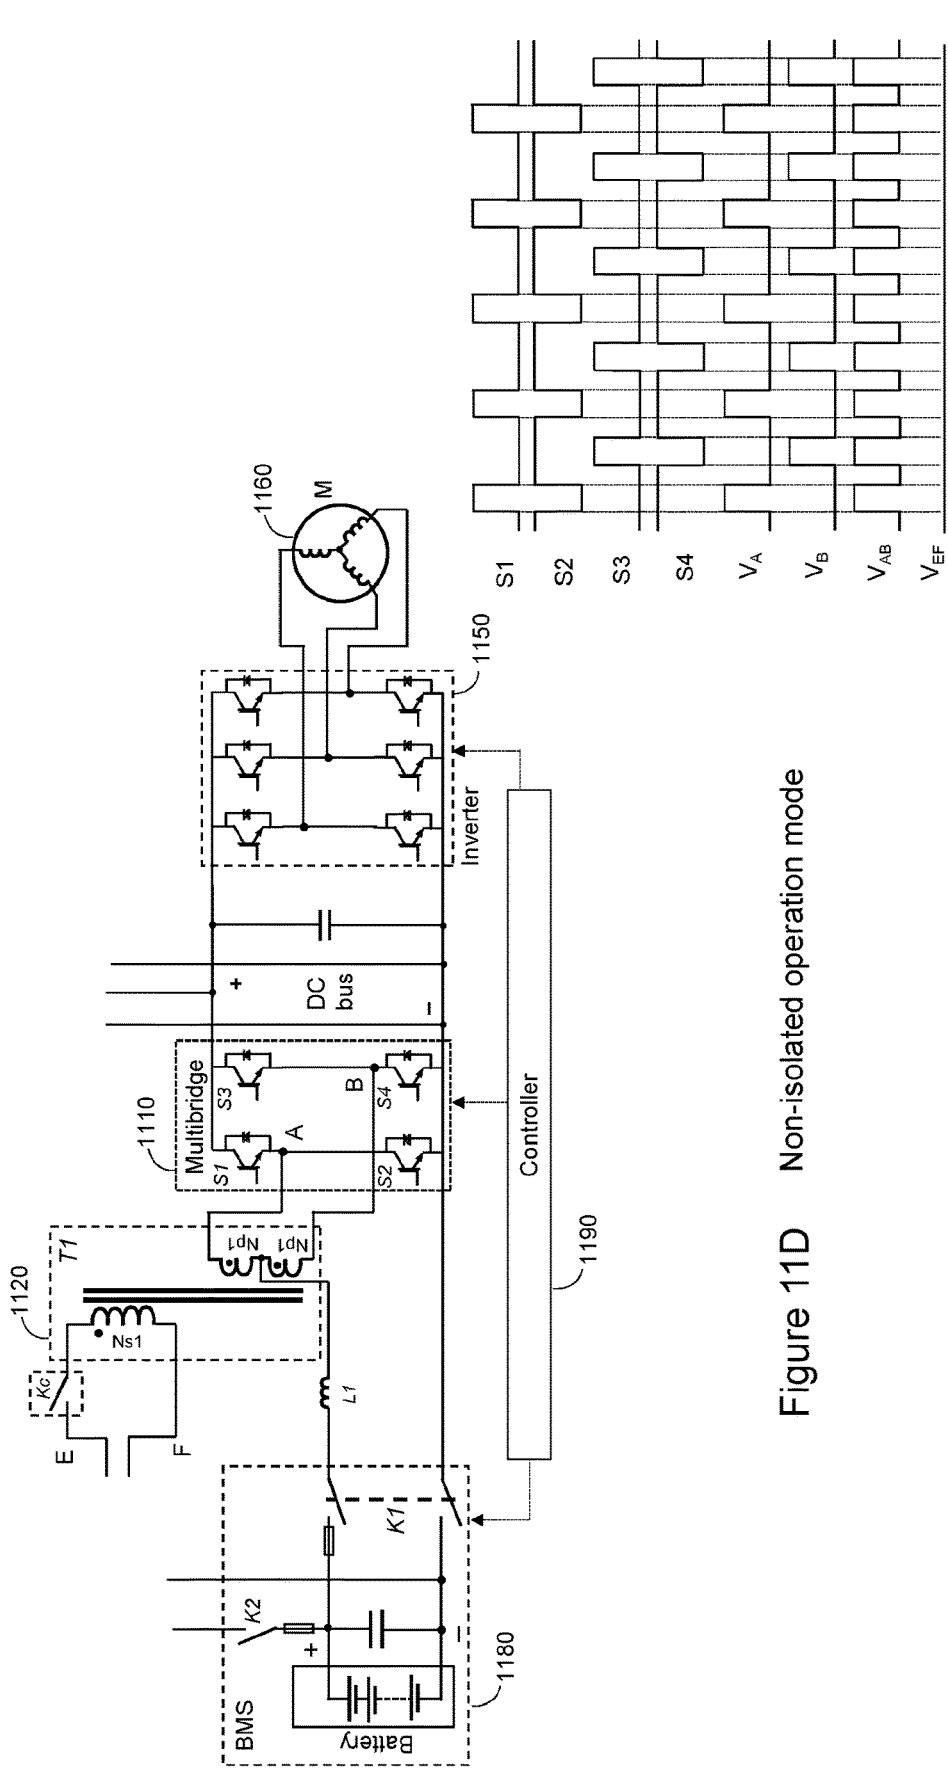 1120
T1
Kc
E
F
Ns1
Np1
Np1
L1
BMS
K2
K1
+
−
Battery
1180
1110
Multibridge
S1
S3
A
B
S2
S4
+
DC
bus
−
1160
M
Inverter
1150
Controller
1190
S1
S2
S3
S4
VA
VB
VAB
VEF
Figure 11D Non-isolated operation mode